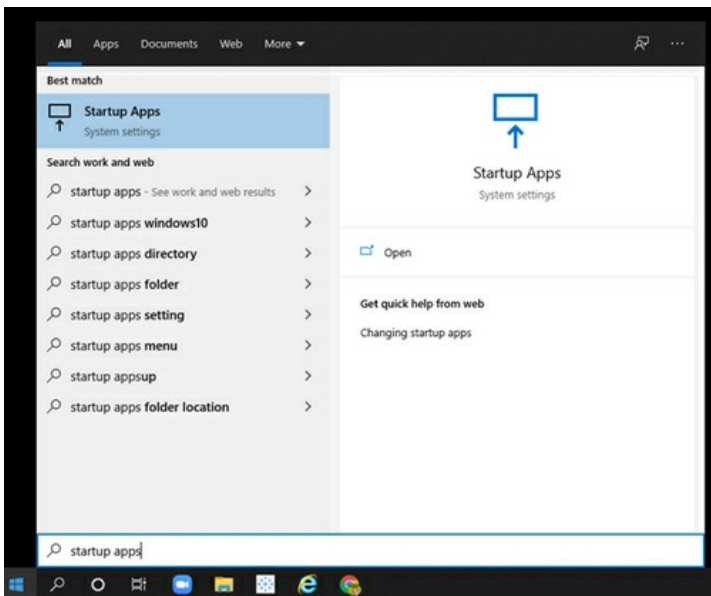 All Apps Documents Web More
Best match
Startup Apps
System settings
Search work and web
startup apps - See work and web results
startup apps windows10
startup apps directory
startup apps folder
startup apps setting
startup apps menu
startup appsup
startup apps folder location
Startup Apps
System settings
Open
Get quick help from web
Changing startup apps
startup apps